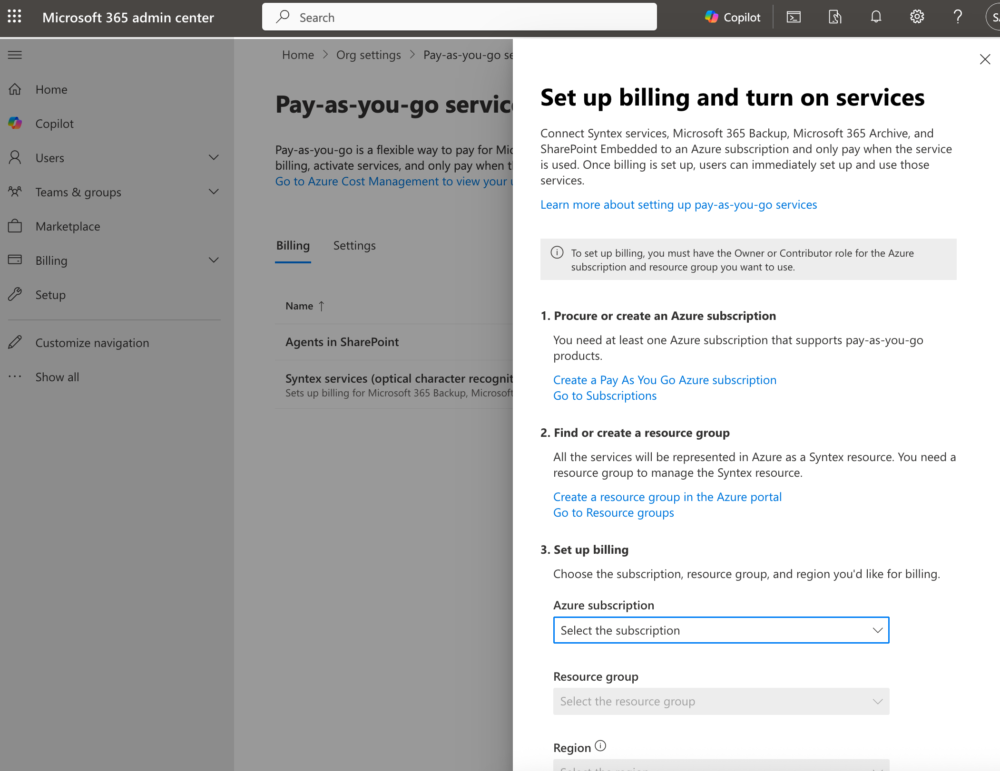 Microsoft 365 admin center
Search
Copilot
Home
Copilot
Users
Teams & groups
Marketplace
Billing
Setup
Customize navigation
Show all
Home > Org settings > Pay-as-you-go se
Pay-as-you-go servic
Pay-as-you-go is a flexible way to pay for Mic
billing, activate services, and only pay when t
Go to Azure Cost Management to view your u
Billing
Settings
Name ↑
Agents in SharePoint
Syntex services (optical character recognit
Sets up billing for Microsoft 365 Backup, Microsoft
Set up billing and turn on services
Connect Syntex services, Microsoft 365 Backup, Microsoft 365 Archive, and
SharePoint Embedded to an Azure subscription and only pay when the service
is used. Once billing is set up, users can immediately set up and use those
services.
Learn more about setting up pay-as-you-go services
To set up billing, you must have the Owner or Contributor role for the Azure
subscription and resource group you want to use.
1. Procure or create an Azure subscription
You need at least one Azure subscription that supports pay-as-you-go
products.
Create a Pay As You Go Azure subscription
Go to Subscriptions
2. Find or create a resource group
All the services will be represented in Azure as a Syntex resource. You need a
resource group to manage the Syntex resource.
Create a resource group in the Azure portal
Go to Resource groups
3. Set up billing
Choose the subscription, resource group, and region you'd like for billing.
Azure subscription
Select the subscription
Resource group
Select the resource group
Region
Select the region